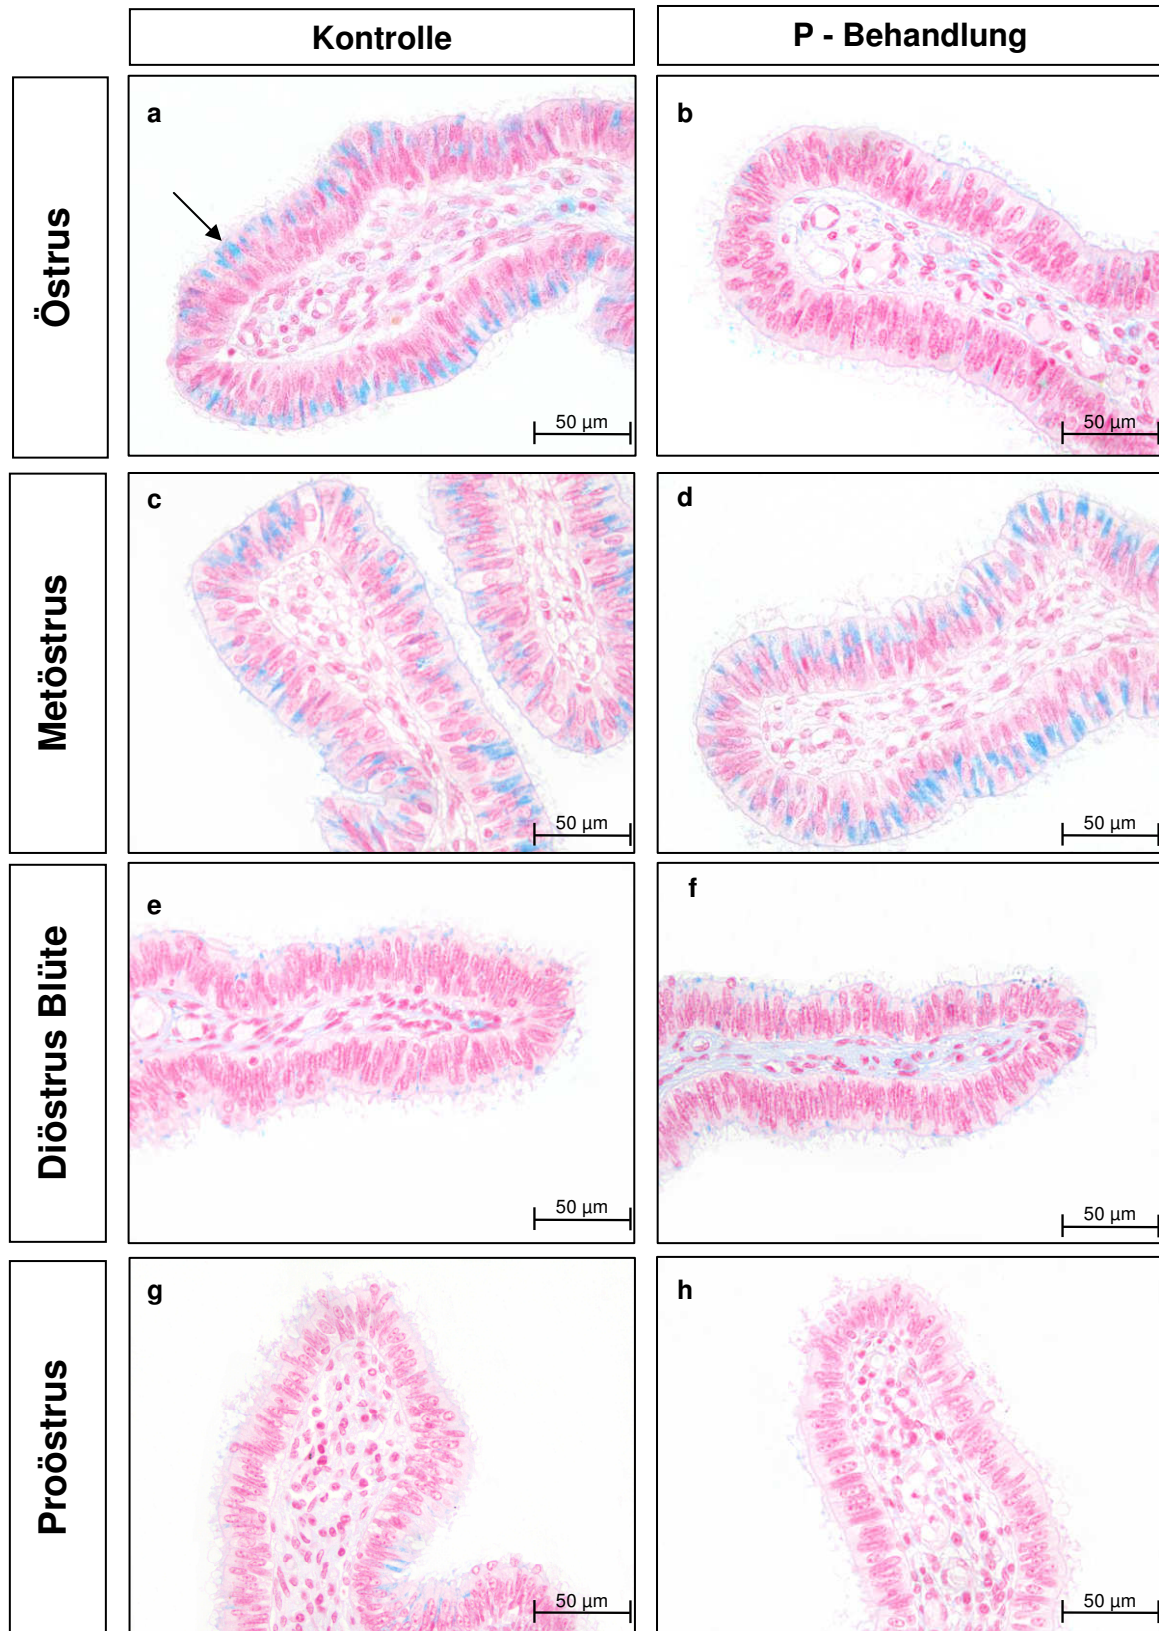 Kontrolle
P - Behandlung
Östrus
a
50 µm
b
50 µm
Metöstrus
c
50 µm
d
50 µm
Diöstrus Blüte
e
50 µm
f
50 µm
Proöstrus
g
50 µm
h
50 µm